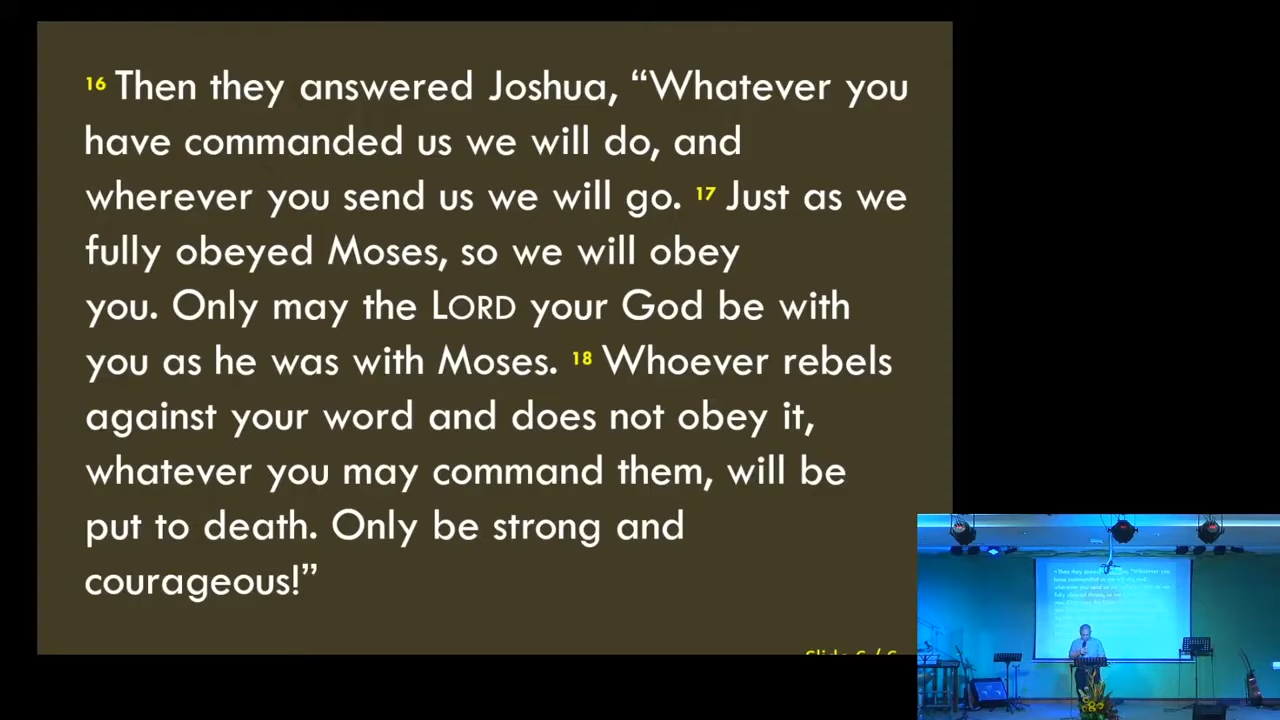 16 Then they answered Joshua, “Whatever you
have commanded us we will do, and
wherever you send us we will go. 17 Just as we
fully obeyed Moses, so we will obey
you. Only may the LORD your God be with
you as he was with Moses. 18 Whoever rebels
against your word and does not obey it,
whatever you may command them, will be
put to death. Only be strong and
courageous!”